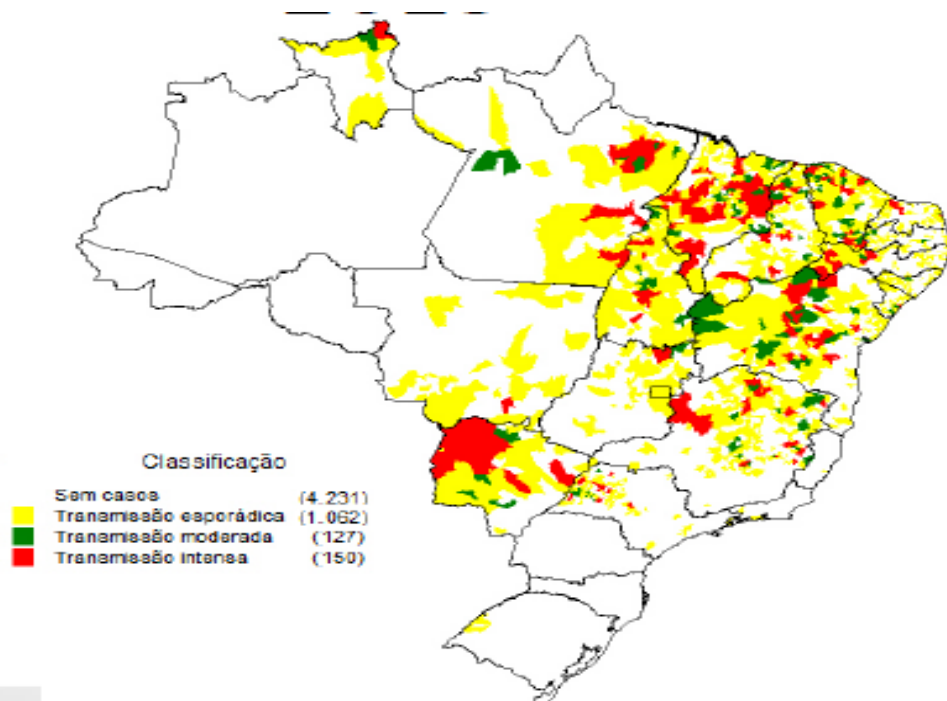 Classificação
Sem casos (4.231)
Transmissão esporádica (1.062)
Transmissão moderada (127)
Transmissão intensa (150)